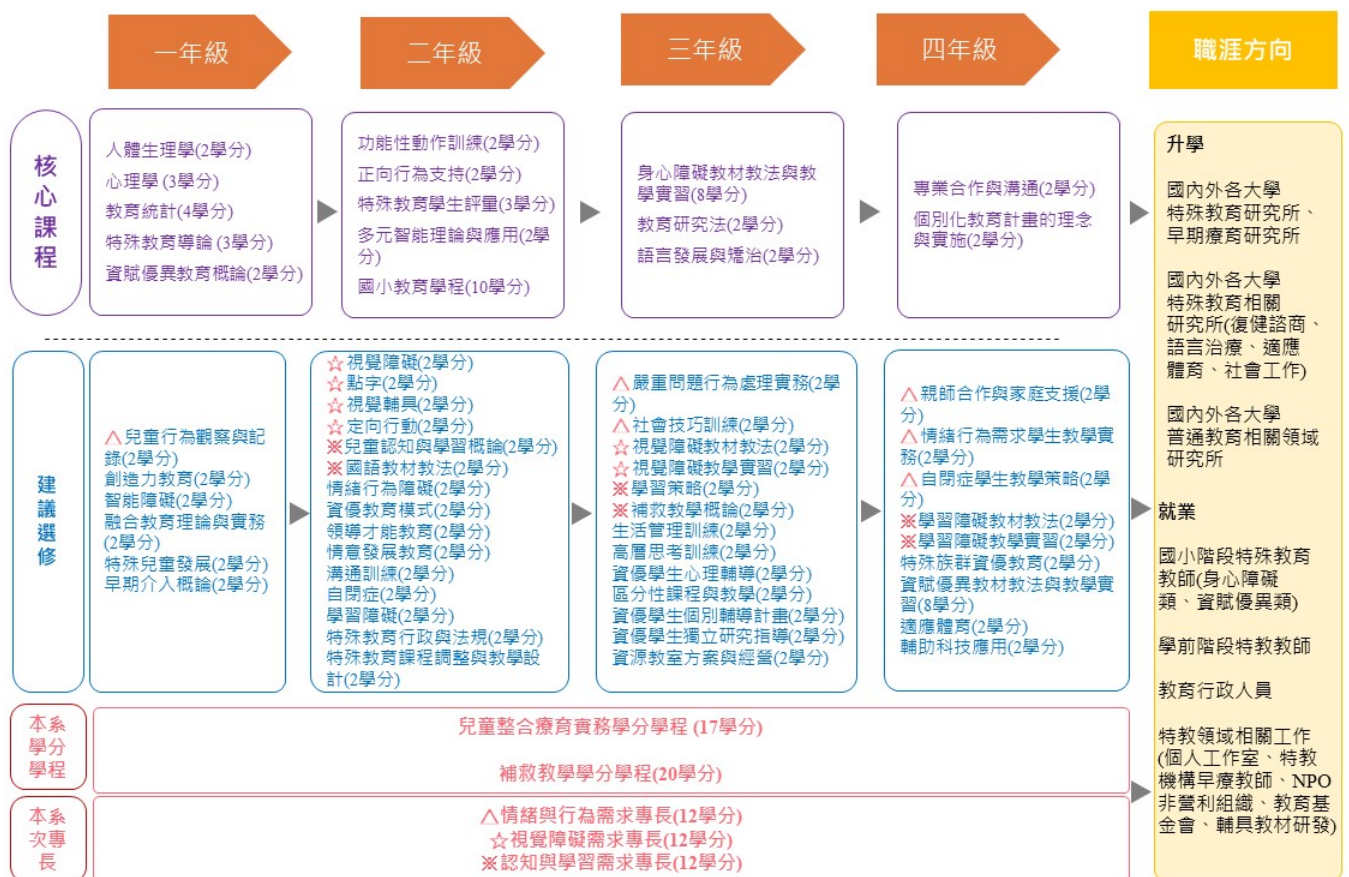 一年級
二年級
三年級
四年級
職涯方向
核心課程
人體生理學(2學分)
心理學 (3學分)
教育統計(4學分)
特殊教育導論 (3學分)
資賦優異教育概論(2學分)
功能性動作訓練(2學分)
正向行為支持(2學分)
特殊教育學生評量(3學分)
多元智能理論與應用(2學
分)
國小教育學程(10學分)
身心障礙教材教法與教
學實習(8學分)
教育研究法(2學分)
語言發展與矯治(2學分)
專業合作與溝通(2學分)
個別化教育計畫的理念
與實施(2學分)
建議選修
△兒童行為觀察與記
錄(2學分)
創造力教育(2學分)
智能障礙(2學分)
融合教育理論與實務
(2學分)
特殊兒童發展(2學分)
早期介入概論(2學分)
☆視覺障礙(2學分)
☆點字(2學分)
☆視覺輔具(2學分)
☆定向行動(2學分)
※兒童認知與學習概論(2學分)
※國語教材教法(2學分)
情緒行為障礙(2學分)
資優教育模式(2學分)
領導才能教育(2學分)
情意發展教育(2學分)
溝通訓練(2學分)
自閉症(2學分)
學習障礙(2學分)
特殊教育行政與法規(2學分)
特殊教育課程調整與教學設
計(2學分)
△嚴重問題行為處理實務(2學
分)
△社會技巧訓練(2學分)
☆視覺障礙教材教法(2學分)
☆視覺障礙教學實習(2學分)
※學習策略(2學分)
※補救教學概論(2學分)
生活管理訓練(2學分)
高層思考訓練(2學分)
資優學生心理輔導(2學分)
區分性課程與教學(2學分)
資優學生個別輔導計畫(2學分)
資優學生獨立研究指導(2學分)
資源教室方案與經營(2學分)
△親師合作與家庭支援(2學
分)
△情緒行為需求學生教學實
務(2學分)
△自閉症學生教學策略(2學
分)
※學習障礙教材教法(2學分)
※學習障礙教學實習(2學分)
特殊族群資優教育(2學分)
資賦優異教材教法與教學實
習(8學分)
適應體育(2學分)
輔助科技應用(2學分)
本系
學分
學程
兒童整合療育實務學分學程 (17學分)
補救教學學分學程(20學分)
本系
次專
長
△情緒與行為需求專長(12學分)
☆視覺障礙需求專長(12學分)
※認知與學習需求專長(12學分)
升學
國內外各大學
特殊教育研究所、
早期療育研究所
國內外各大學
特殊教育相關
研究所(復健諮商、
語言治療、適應
體育、社會工作)
國內外各大學
普通教育相關領域
研究所
就業
國小階段特殊教育
教師(身心障礙
類、資賦優異類)
學前階段特教教師
教育行政人員
特教領域相關工作
(個人工作室、特教
機構早療教師、NPO
非營利組織、教育基
金會、輔具教材研發)